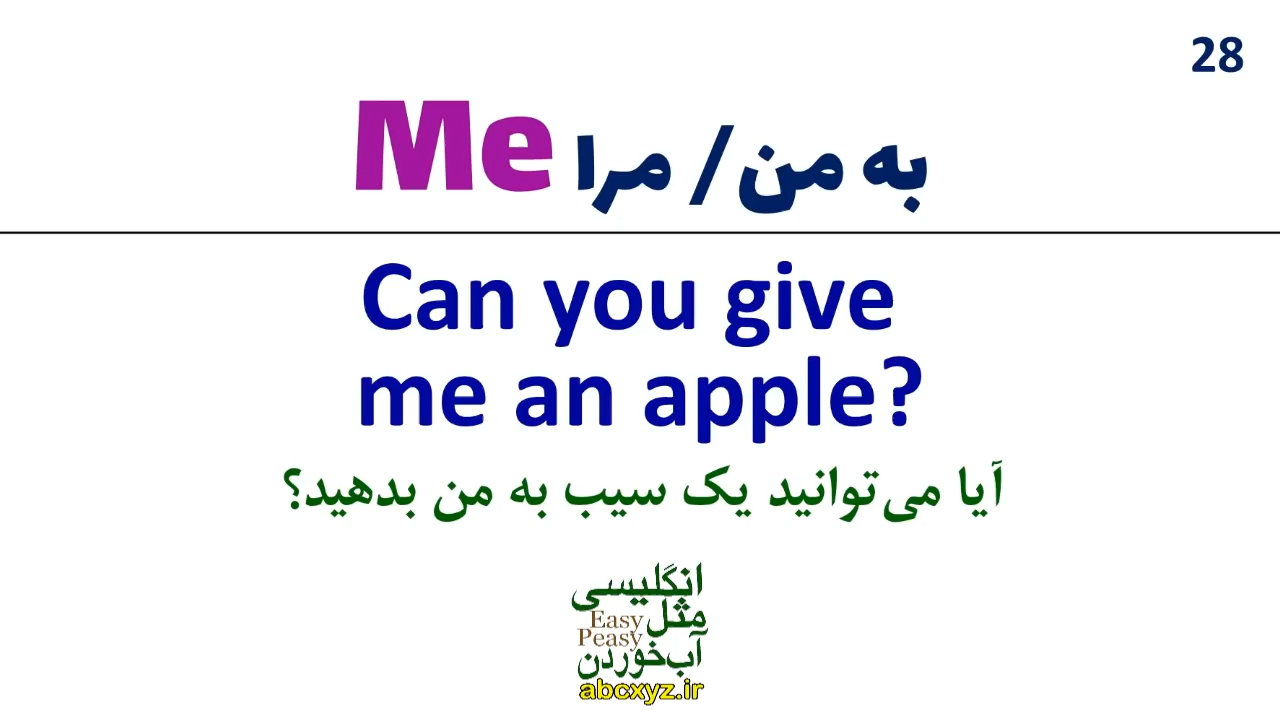 28
Me به من/ مرا
Can you give
me an apple?
آیا می‌توانید یک سیب به من بدهید؟
انگلیسی
مثل
Easy
Peasy
آب‌خوردن
abcxyz.ir